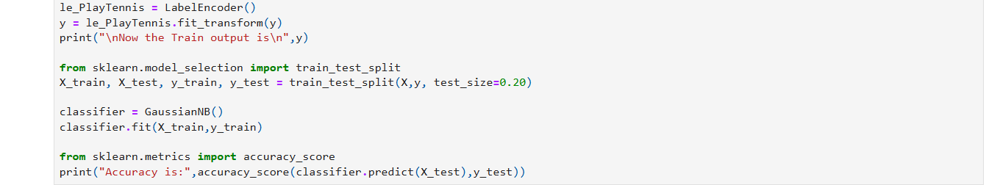 le_PlayTennis = LabelEncoder()
y = le_PlayTennis.fit_transform(y)
print("\nNow the Train output is\n",y)
from sklearn.model_selection import train_test_split
X_train, X_test, y_train, y_test = train_test_split(X,y, test_size=0.20)
classifier = GaussianNB()
classifier.fit(X_train,y_train)
from sklearn.metrics import accuracy_score
print("Accuracy is:",accuracy_score(classifier.predict(X_test),y_test))